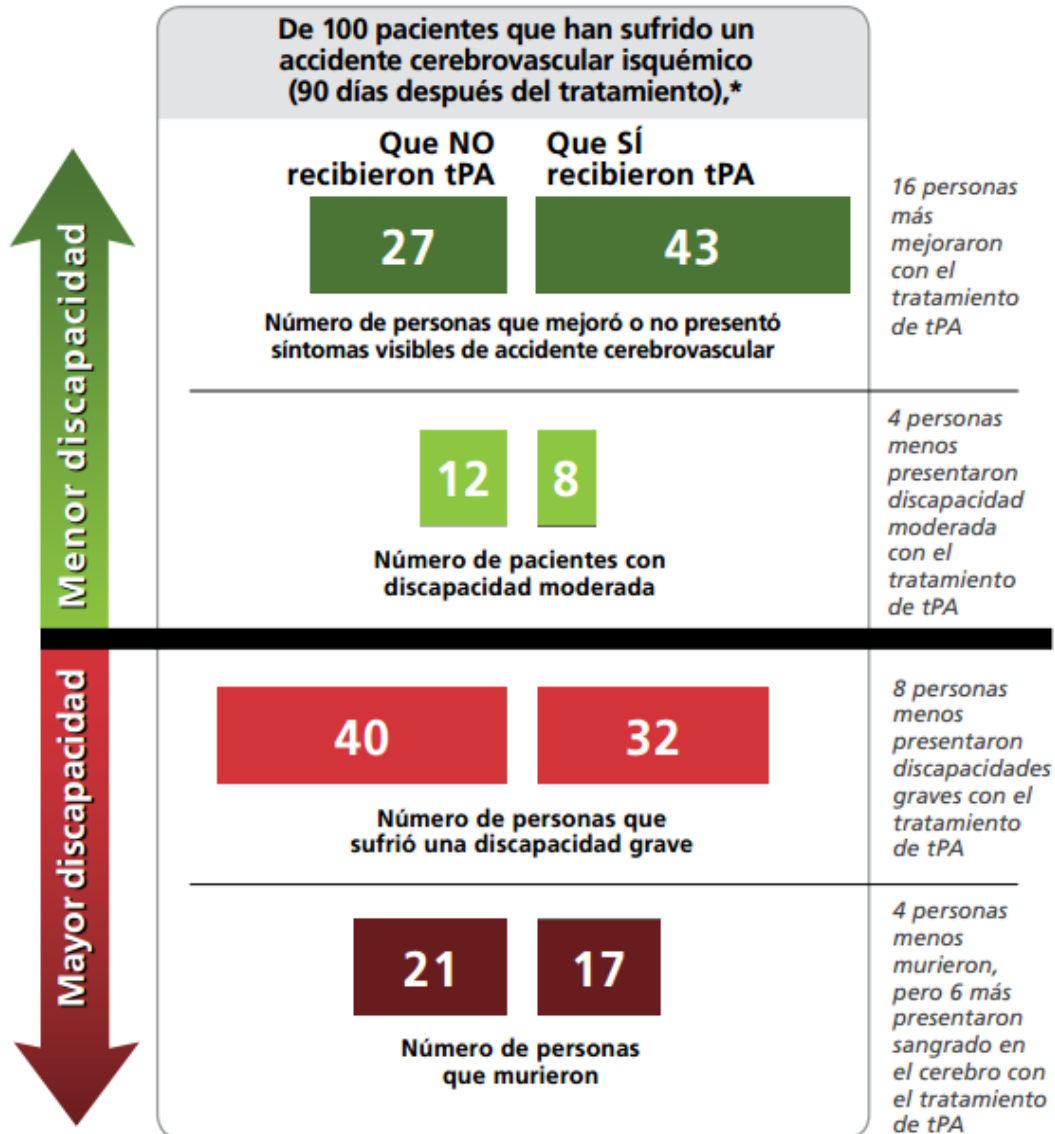 De 100 pacientes que han sufrido un
accidente cerebrovascular isquémico
(90 días después del tratamiento),*
Que NO
recibieron tPA
Que SÍ
recibieron tPA
Menor discapacidad
27
43
Número de personas que mejoró o no presentó
síntomas visibles de accidente cerebrovascular
16 personas
más
mejoraron
con el
tratamiento
de tPA
12
8
Número de pacientes con
discapacidad moderada
4 personas
menos
presentaron
discapacidad
moderada
con el
tratamiento
de tPA
Mayor discapacidad
40
32
Número de personas que
sufrió una discapacidad grave
8 personas
menos
presentaron
discapacidades
graves con el
tratamiento
de tPA
21
17
Número de personas
que murieron
4 personas
menos
murieron,
pero 6 más
presentaron
sangrado en
el cerebro con
el tratamiento
de tPA